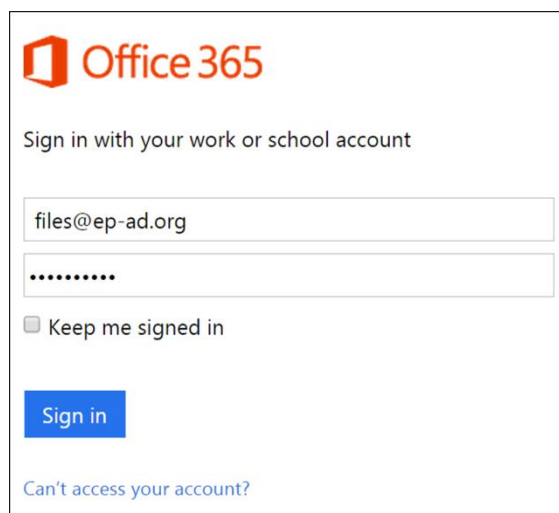 Office 365
Sign in with your work or school account
files@ep-ad.org
••••••••••
Keep me signed in
Sign in
Can't access your account?